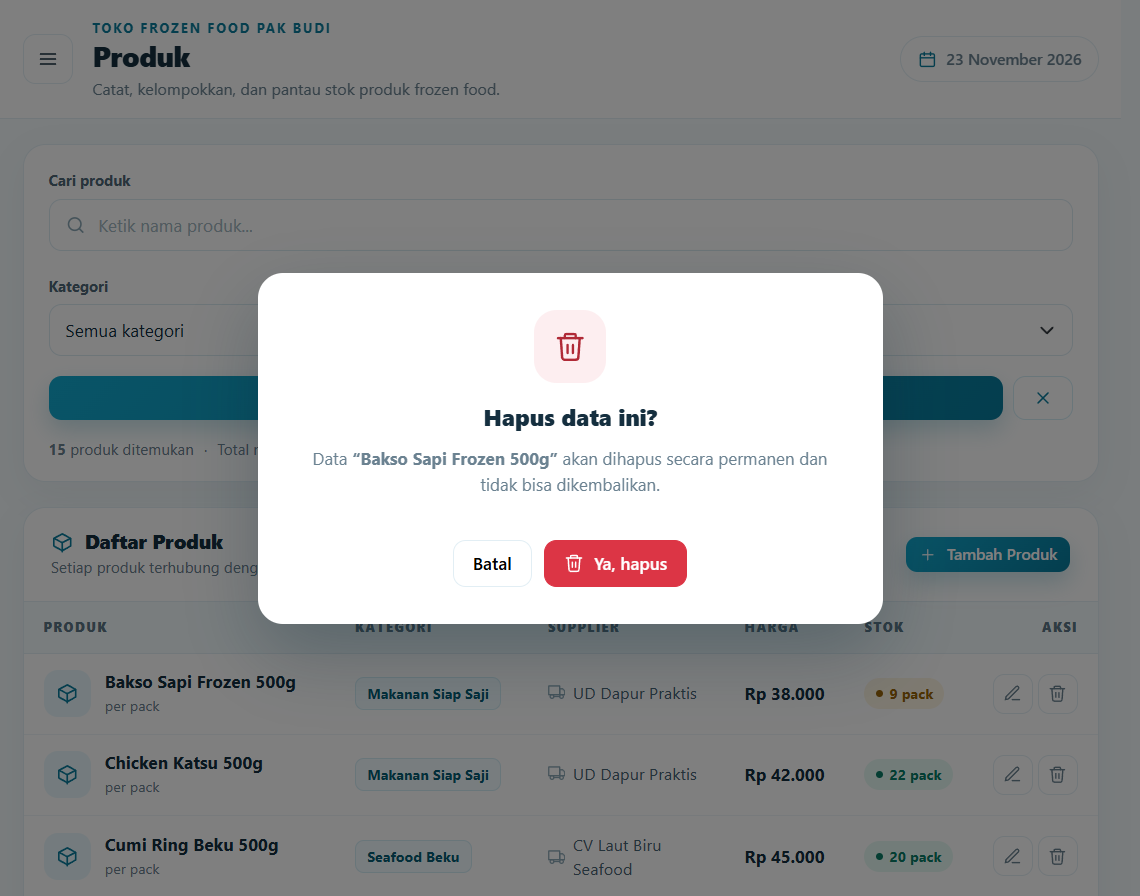 TOKO FROZEN FOOD PAK BUDI
Produk
Catat, kelompokkan, dan pantau stok produk frozen food.
23 November 2026
Cari produk
Ketik nama produk...
Kategori
Semua kategori
15 produk ditemukan · Total
Hapus data ini?
Data “Bakso Sapi Frozen 500g” akan dihapus secara permanen dan
tidak bisa dikembalikan.
Batal
Ya, hapus
Daftar Produk
Setiap produk terhubung
Tambah Produk
PRODUK KATEGORI SUPPLIER HARGA STOK AKSI
Bakso Sapi Frozen 500g
per pack
Makanan Siap Saji
UD Dapur Praktis
Rp 38.000
9 pack
Chicken Katsu 500g
per pack
Makanan Siap Saji
UD Dapur Praktis
Rp 42.000
22 pack
Cumi Ring Beku 500g
per pack
Seafood Beku
CV Laut Biru
Seafood
Rp 45.000
20 pack